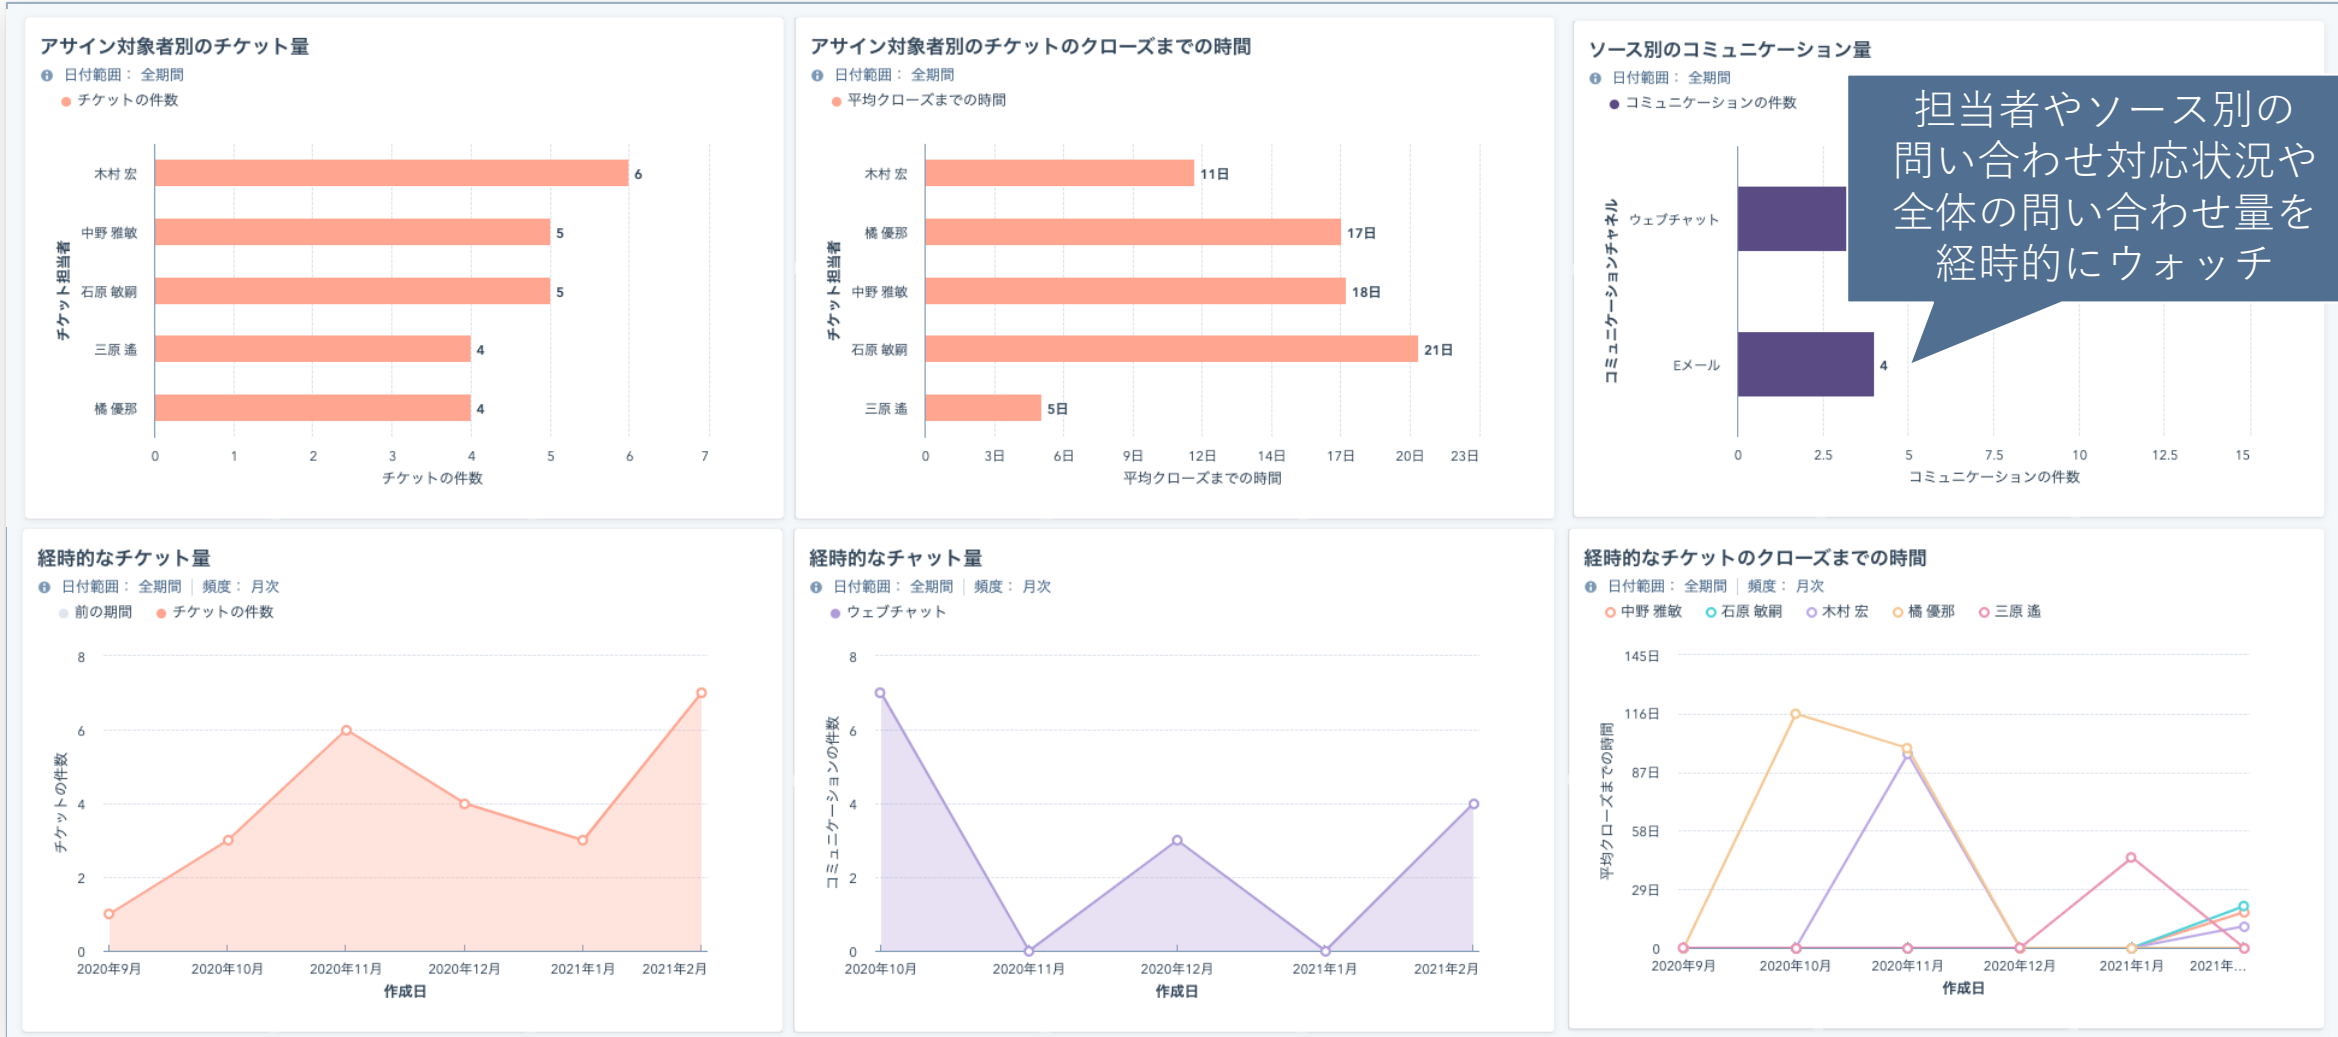 アサイン対象者別のチケット量
日付範囲： 全期間
チケットの件数
チケット担当者
木村 宏
6
中野 雅敏
5
石原 敏嗣
5
三原 遙
4
橘 優那
4
0 1 2 3 4 5 6 7
チケットの件数
アサイン対象者別のチケットのクローズまでの時間
日付範囲： 全期間
平均クローズまでの時間
チケット担当者
木村 宏
11日
橘 優那
17日
中野 雅敏
18日
石原 敏嗣
21日
三原 遙
5日
0 3日 6日 9日 12日 14日 17日 20日 23日
平均クローズまでの時間
ソース別のコミュニケーション量
日付範囲： 全期間
コミュニケーションの件数
コミュニケーションチャネル
ウェブチャット
Eメール
4
0 2.5 5 7.5 10 12.5 15
コミュニケーションの件数
担当者やソース別の
問い合わせ対応状況や
全体の問い合わせ量を
経時的にウォッチ
経時的なチケット量
日付範囲： 全期間 | 頻度： 月次
前の期間 チケットの件数
チケットの件数
8
6
4
2
0
2020年9月 2020年10月 2020年11月 2020年12月 2021年1月 2021年2月
作成日
経時的なチャット量
日付範囲： 全期間 | 頻度： 月次
ウェブチャット
コミュニケーションの件数
8
6
4
2
0
2020年10月 2020年11月 2020年12月 2021年1月 2021年2月
作成日
経時的なチケットのクローズまでの時間
日付範囲： 全期間 | 頻度： 月次
中野 雅敏 石原 敏嗣 木村 宏 橘 優那 三原 遙
平均クローズまでの時間
145日
116日
87日
58日
29日
0
2020年9月 2020年10月 2020年11月 2020年12月 2021年1月 2021年...
作成日